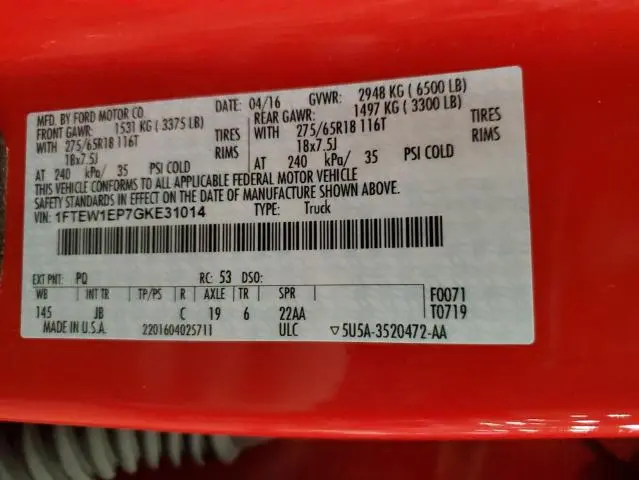 MFD. BY FORD MOTOR CO. DATE: 04/16 GVWR: 2948 KG ( 6500 LB)
FRONT GAWR: 1531 KG ( 3375 LB) REAR GAWR: 1497 KG ( 3300 LB)
WITH 275/65R18 116T TIRES WITH 275/65R18 116T TIRES
18x7.5J RIMS 18x7.5J RIMS
AT 240 kPa/ 35 PSI COLD AT 240 kPa/ 35 PSI COLD
THIS VEHICLE CONFORMS TO ALL APPLICABLE FEDERAL MOTOR VEHICLE
SAFETY STANDARDS IN EFFECT ON THE DATE OF MANUFACTURE SHOWN ABOVE.
VIN: 1FTEW1EP7GKE31014 TYPE: Truck
EXT PNT: PQ RC: 53 DSO:
WB INT TR TP/PS R AXLE TR SPR F0071
145 JB C 19 6 22AA T0719
MADE IN U.S.A. 2201604025711 ULC ▽5U5A-3520472-AA